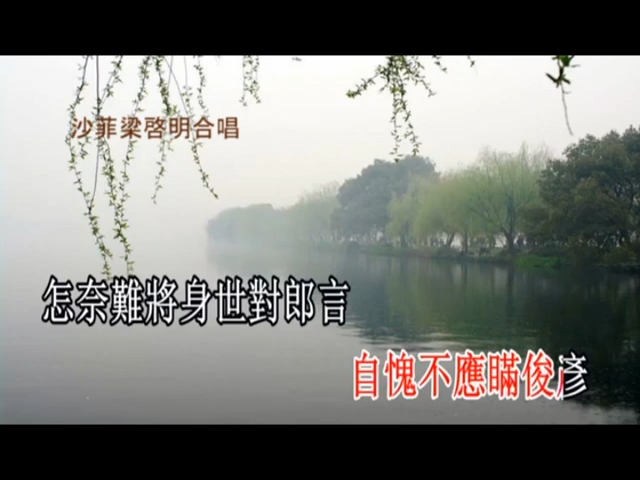 沙菲梁啓明合唱
怎奈難將身世對郎言
自愧不應瞞俊彥